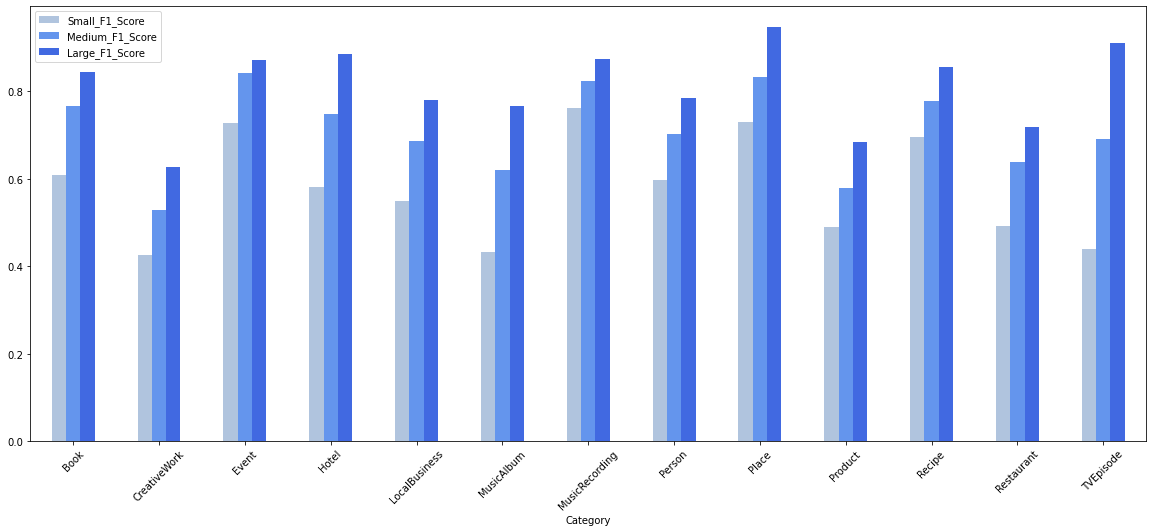 Small_F1_Score
Medium_F1_Score
Large_F1_Score
0.8
0.6
0.4
0.2
0.0
Book
CreativeWork
Event
Hotel
LocalBusiness
MusicAlbum
MusicRecording
Person
Place
Product
Recipe
Restaurant
TVEpisode
Category